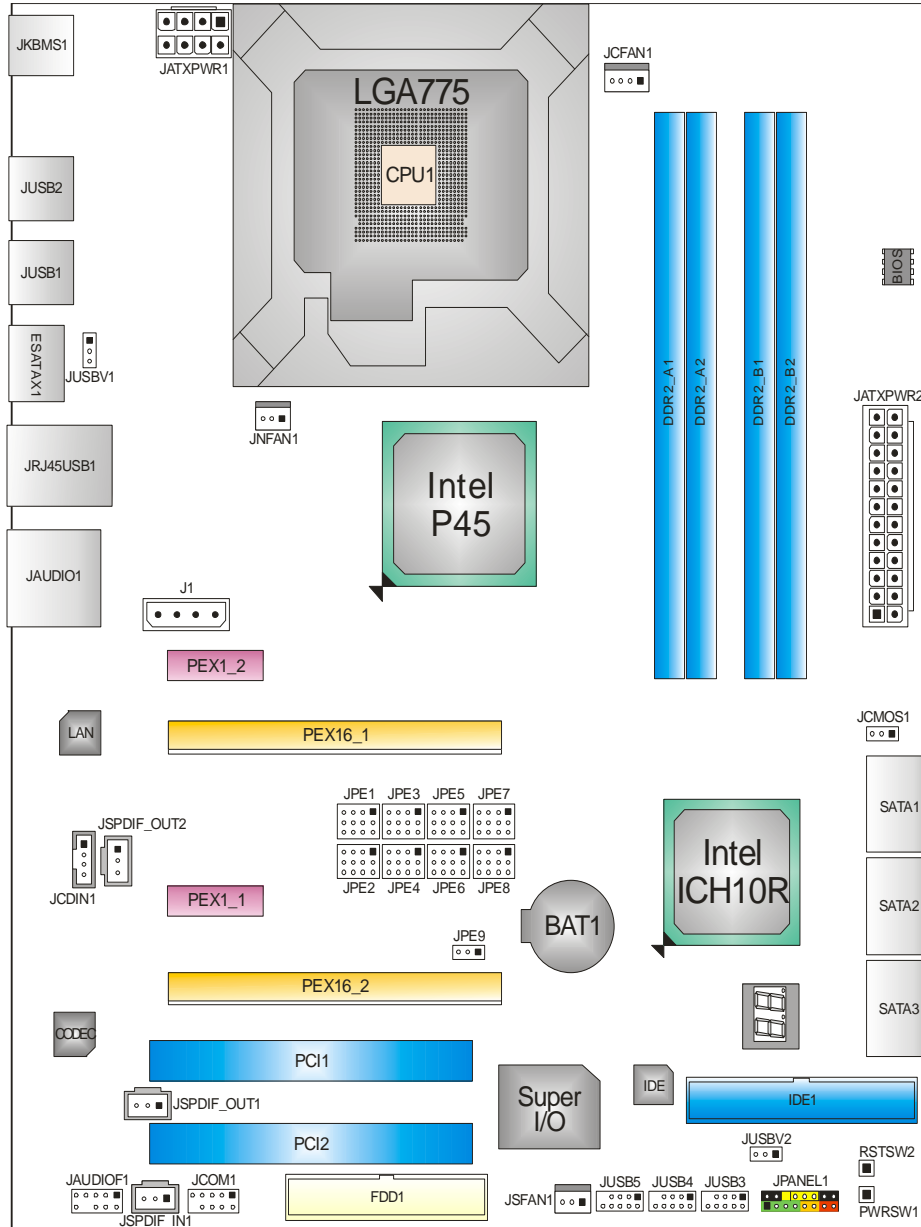 JKBMS1
JATXPWR1
JCFAN1
LGA775
CPU1
JUSB2
JUSB1
BIOS
ESATAX1
JUSBV1
DDR2_A1
DDR2_A2
DDR2_B1
DDR2_B2
JATXPWR2
JNFAN1
JRJ45USB1
Intel
P45
JAUDIO1
J1
PEX1_2
LAN
PEX16_1
JCMOS1
JPE1
JPE3
JPE5
JPE7
SATA1
JSPDIF_OUT2
Intel
ICH10R
JCDIN1
JPE2
JPE4
JPE6
JPE8
PEX1_1
SATA2
BAT1
JPE9
PEX16_2
SATA3
CODEC
PCI1
IDE
IDE1
JSPDIF_OUT1
Super
I/O
PCI2
JUSBV2
RSTSW2
JAUDIOF1
JCOM1
FDD1
JSFAN1
JUSB5
JUSB4
JUSB3
JPANEL1
JSPDIF_IN1
PWRSW1